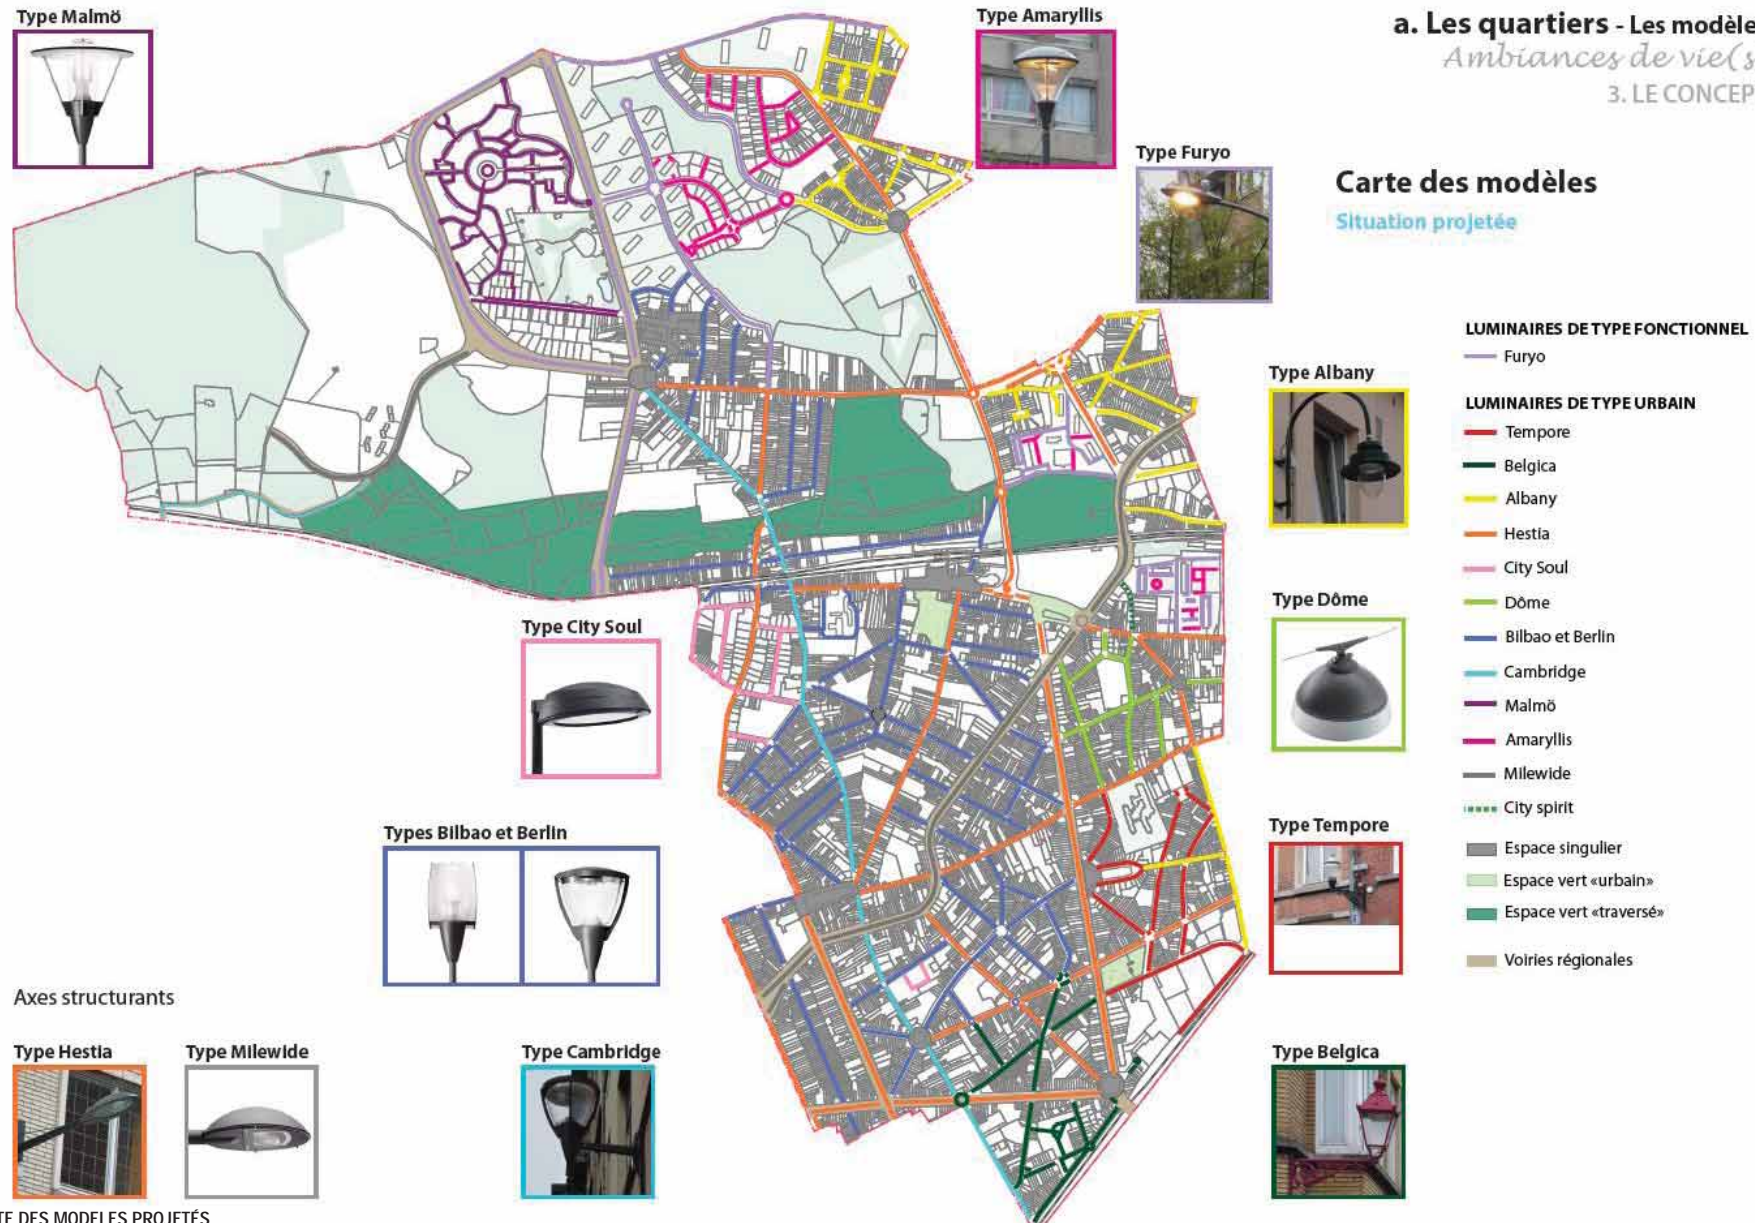 Type Malmö
Type Amaryllis
a. Les quartiers - Les modèle
Ambiances de vie(s
3. LE CONCEP
Type Furyo
Carte des modèles
Situation projetée
LUMINAIRES DE TYPE FONCTIONNEL
Furyo
Type Albany
LUMINAIRES DE TYPE URBAIN
Tempore
Belgica
Albany
Hestia
City Soul
Dôme
Bilbao et Berlin
Cambridge
Malmö
Amaryllis
Milewide
City spirit
Espace singulier
Espace vert «urbain»
Espace vert «traversé»
Voiries régionales
Type City Soul
Type Dôme
Types Bilbao et Berlin
Type Tempore
Axes structurants
Type Hestia
Type Milewide
Type Cambridge
Type Belgica
TE DES MODELES PROJETÉS